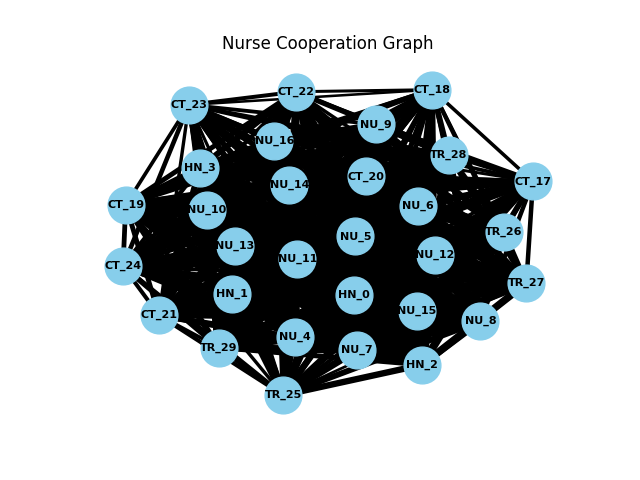 Nurse Cooperation Graph
CT_22
CT_18
CT_23
NU_9
NU_16
TR_28
HN_3
CT_20
CT_17
NU_14
CT_19
NU_10
NU_6
TR_26
NU_5
NU_13
NU_12
NU_11
CT_24
TR_27
HN_1
HN_0
NU_15
CT_21
NU_8
NU_4
TR_29
NU_7
HN_2
TR_25